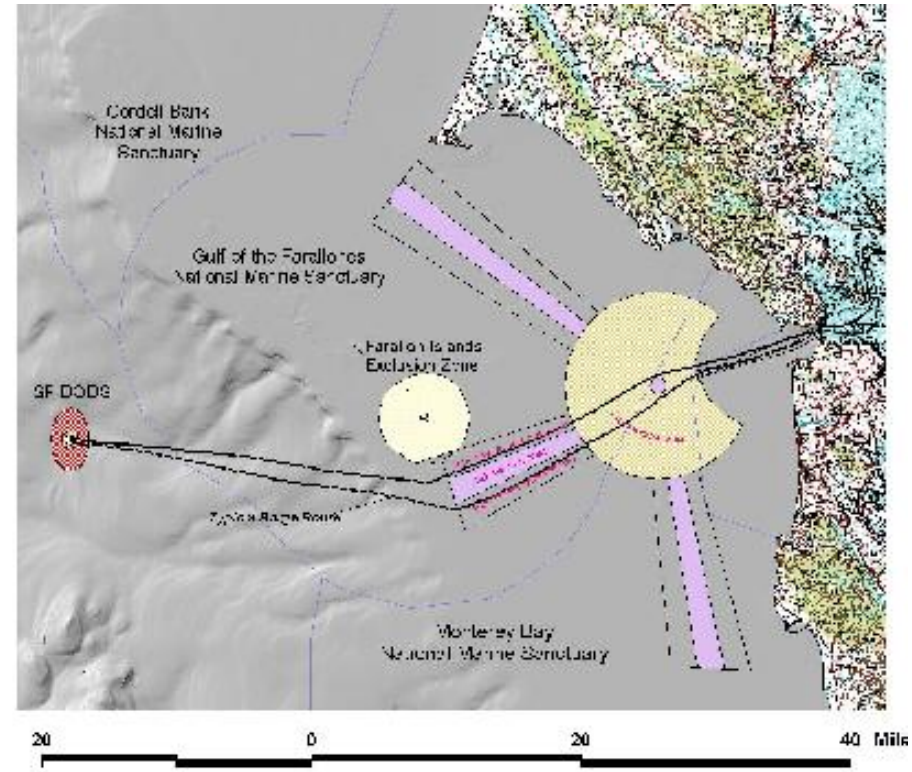 Cordell Bank
National Marine
Sanctuary
Gulf of the Farallones
National Marine Sanctuary
Farallon Islands
Exclusion Zone
SF-DODS
Typical Barge Route
Monterey Bay
National Marine Sanctuary
20 0 20 40 Miles